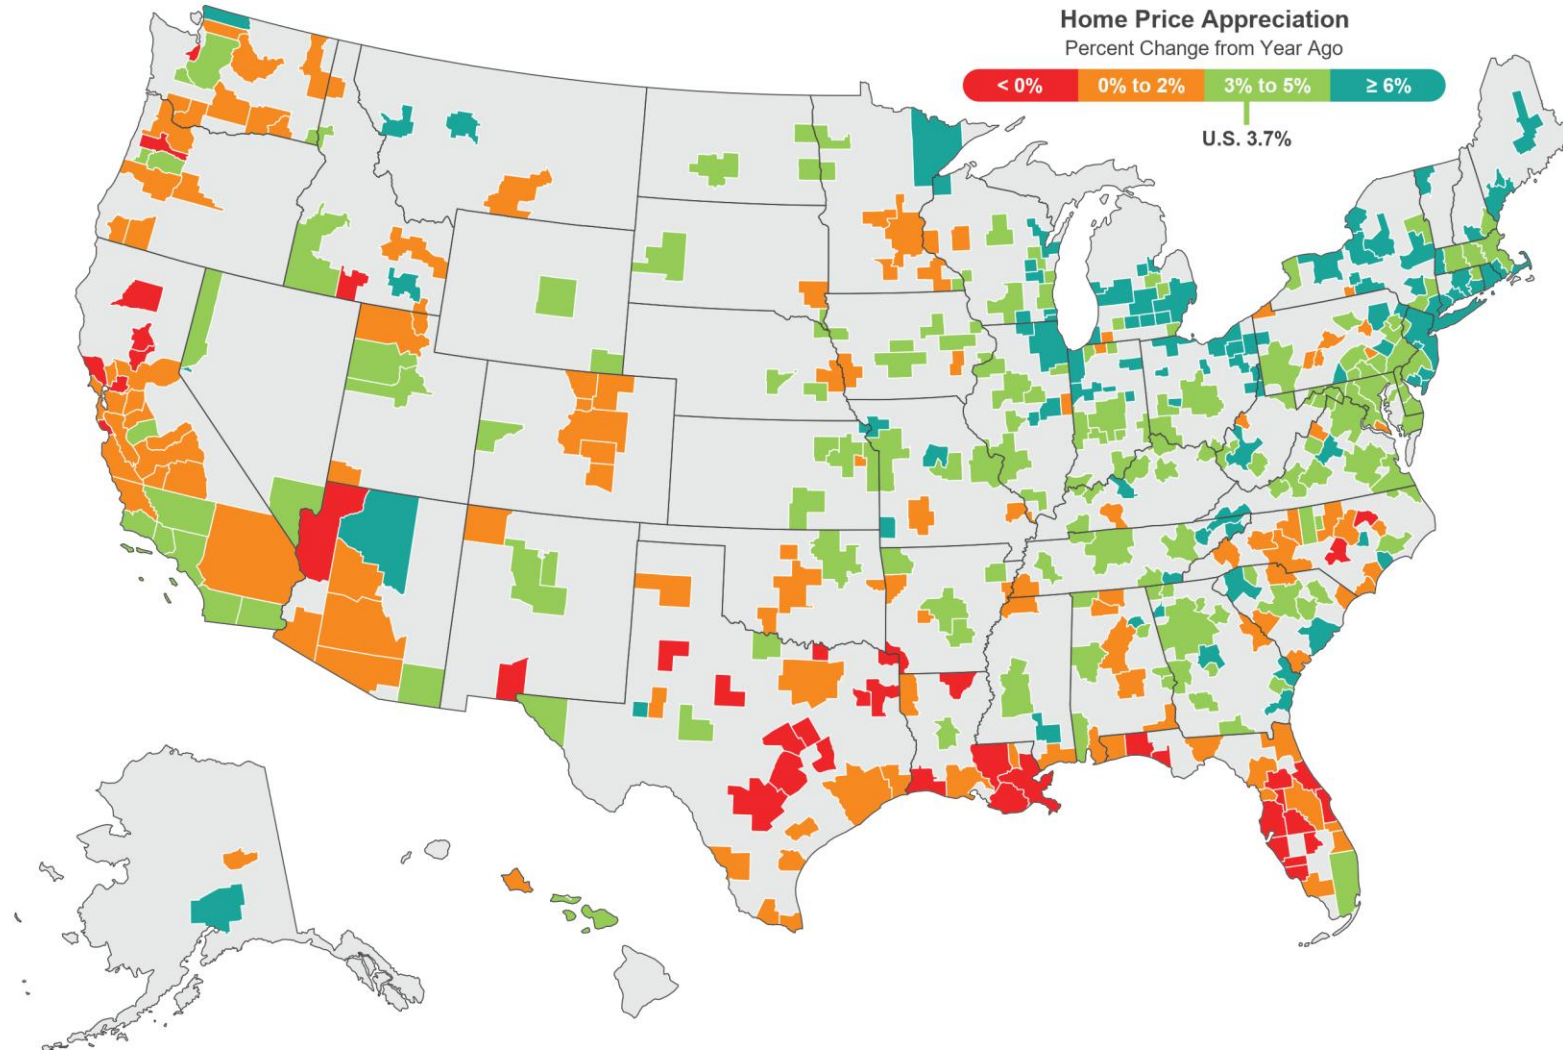 Home Price Appreciation
Percent Change from Year Ago
< 0% 0% to 2% 3% to 5% ≥ 6%
U.S. 3.7%